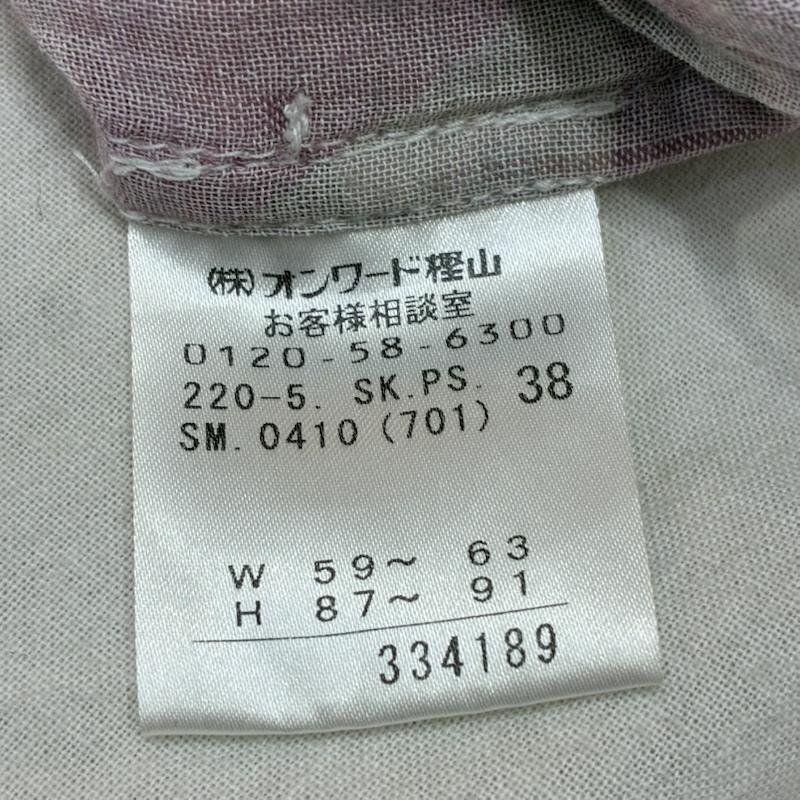 (株)オンワード樫山
お客様相談室
0120-58-6300
220-5. SK.PS. 38
SM.0410(701)
W 59～ 63
H 87～ 91
334189